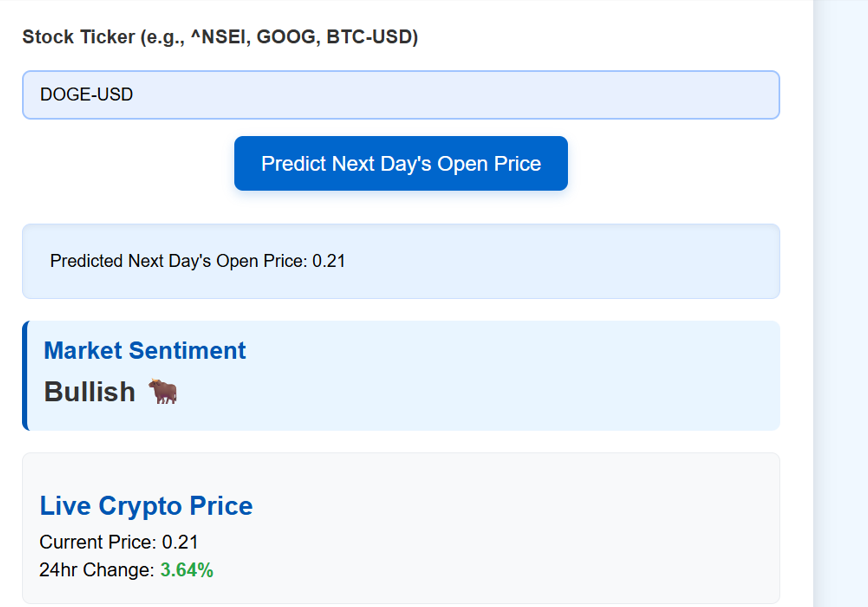 Stock Ticker (e.g., ^NSEI, GOOG, BTC-USD)
DOGE-USD
Predict Next Day's Open Price
Predicted Next Day's Open Price: 0.21
Market Sentiment
Bullish 🐂
Live Crypto Price
Current Price: 0.21
24hr Change: 3.64%